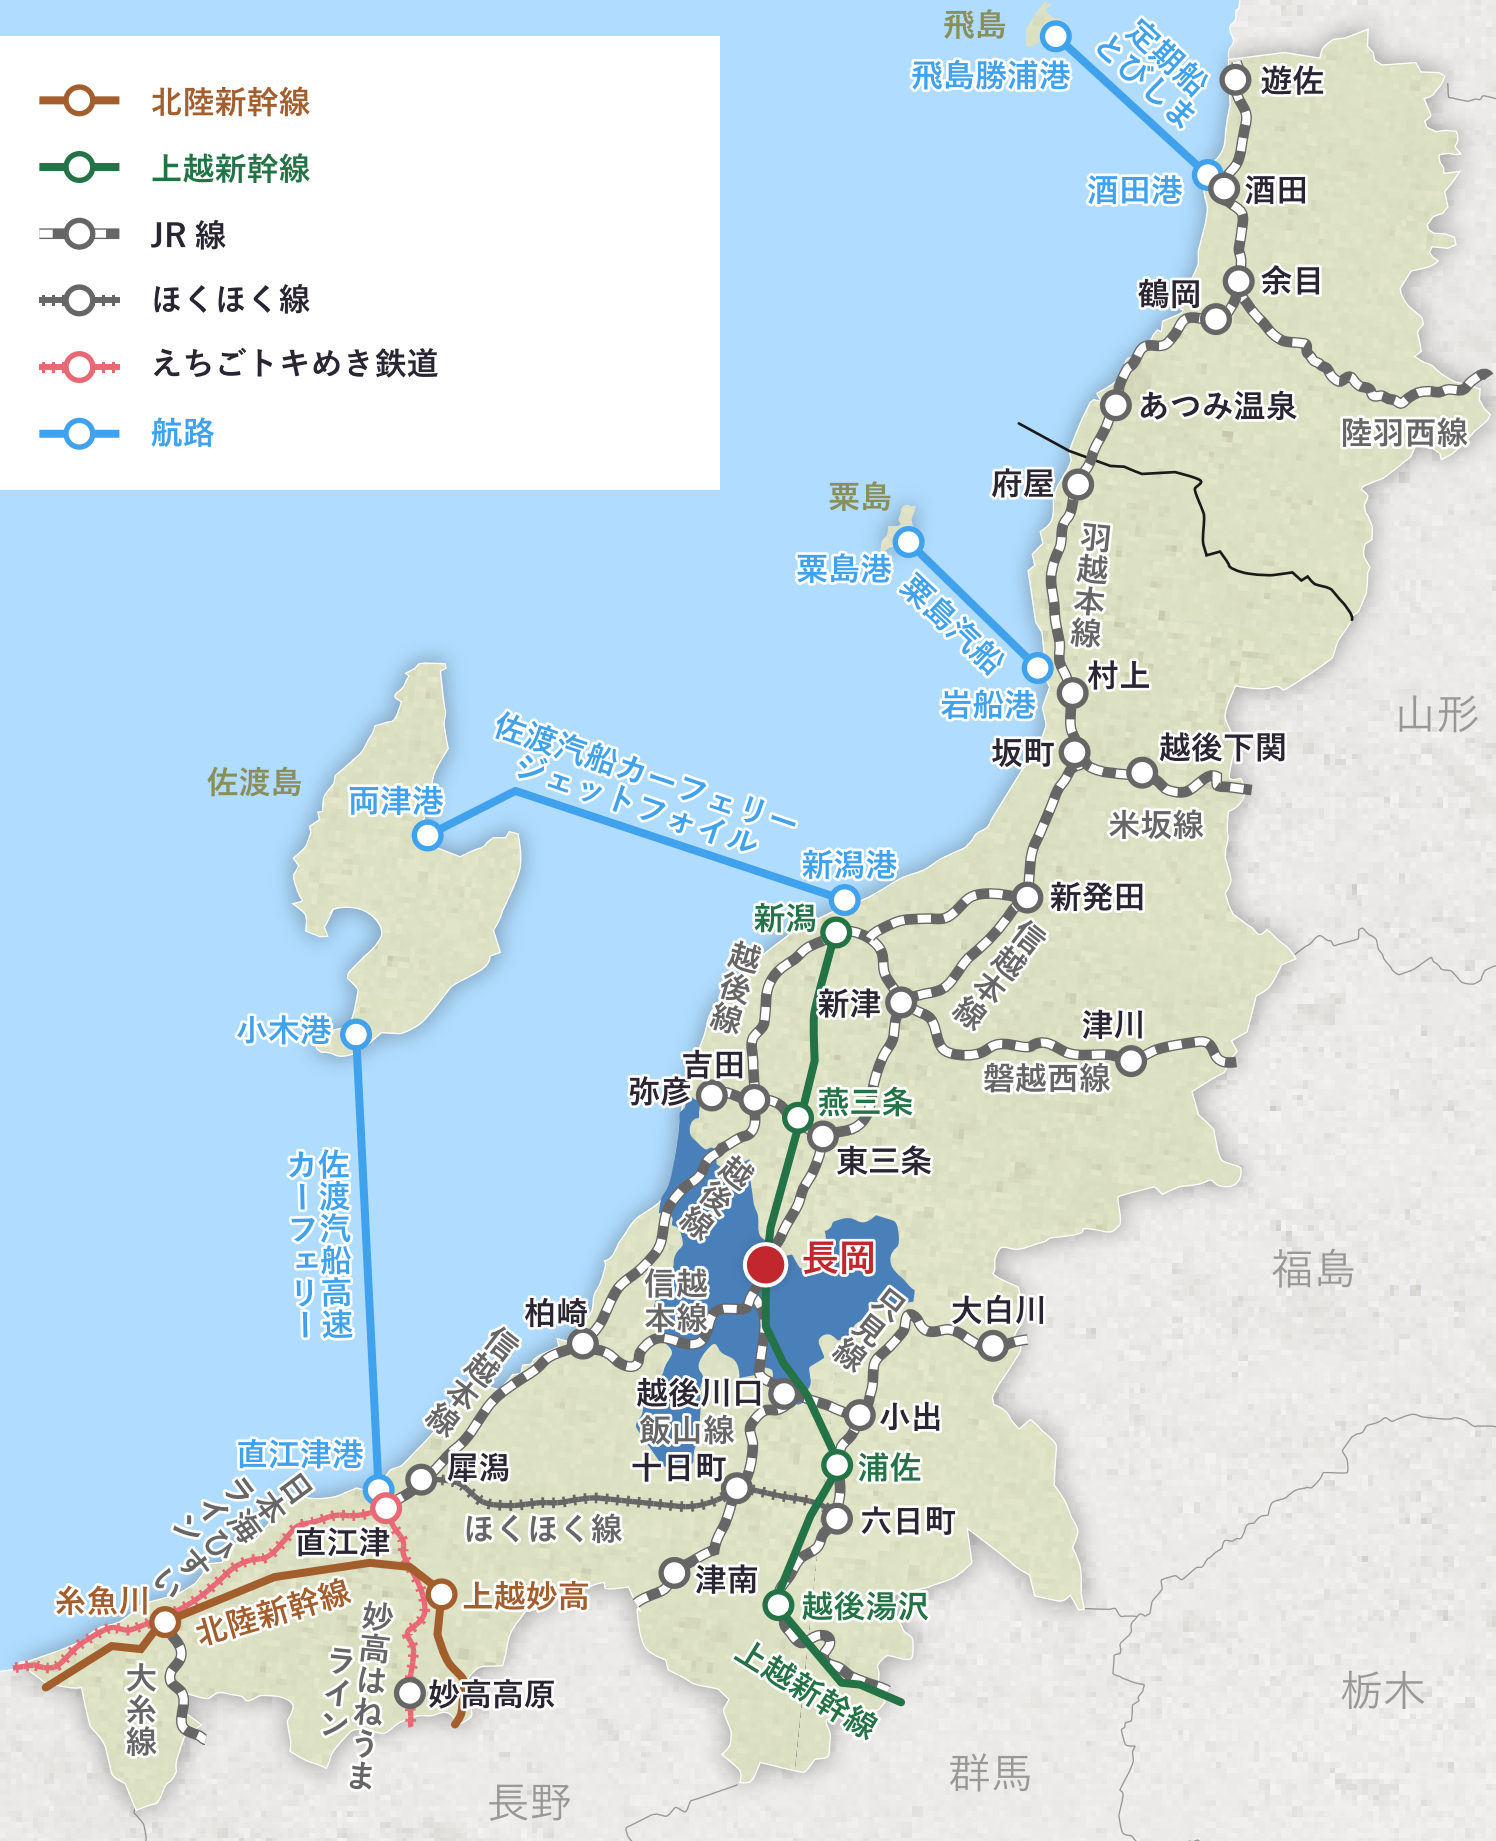 北陸新幹線
上越新幹線
JR 線
ほくほく線
えちごトキめき鉄道
航路
飛島
飛島勝浦港
定期船
とびしま
遊佐
酒田港
酒田
鶴岡
余目
あつみ温泉
陸羽西線
府屋
粟島
粟島港
粟島汽船
羽越本線
岩船港
村上
山形
坂町
越後下関
米坂線
佐渡島
両津港
佐渡汽船カーフェリー
ジェットフォイル
新潟港
新潟
新発田
信越本線
越後線
新津
津川
磐越西線
小木港
吉田
弥彦
燕三条
東三条
越後線
佐渡汽船高速
カーフェリー
長岡
福島
信越
本線
只見線
大白川
柏崎
信越本線
越後川口
飯山線
小出
直江津港
犀潟
十日町
浦佐
日本海ひすい
ライン
直江津
ほくほく線
六日町
津南
糸魚川
北陸新幹線
上越妙高
越後湯沢
妙高はねうま
ライン
大糸線
妙高高原
上越新幹線
栃木
群馬
長野